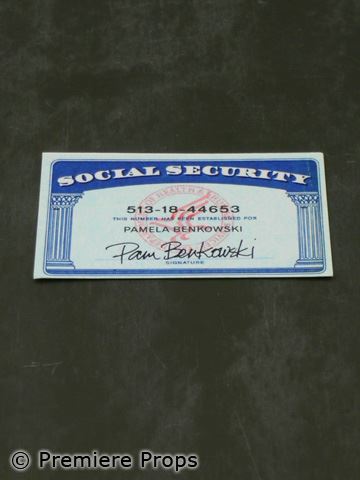 SOCIAL SECURITY
513-18-44653
THIS NUMBER HAS BEEN ESTABLISHED FOR
PAMELA BENKOWSKI
Pam Benkowski
SIGNATURE
© Premiere Props